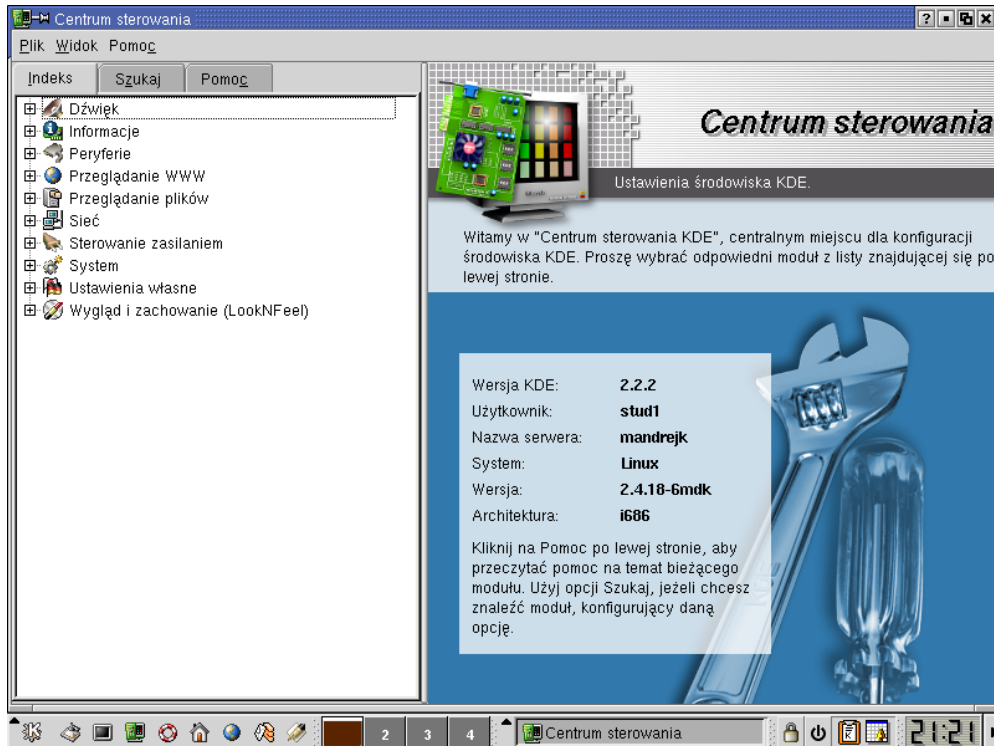 Centrum sterowania
Plik Widok Pomoc
Indeks Szukaj Pomoc
Dźwięk
Informacje
Peryferie
Przeglądanie WWW
Przeglądanie plików
Sieć
Sterowanie zasilaniem
System
Ustawienia własne
Wygląd i zachowanie (LookNFeel)
Centrum sterowania
Ustawienia środowiska KDE.
Witamy w "Centrum sterowania KDE", centralnym miejscu dla konfiguracji
środowiska KDE. Proszę wybrać odpowiedni moduł z listy znajdującej się po
lewej stronie.
Wersja KDE: 2.2.2
Użytkownik: stud1
Nazwa serwera: mandrejk
System: Linux
Wersja: 2.4.18-6mdk
Architektura: i686
Kliknij na Pomoc po lewej stronie, aby
przeczytać pomoc na temat bieżącego
modułu. Użyj opcji Szukaj, jeżeli chcesz
znaleźć moduł, konfigurujący daną
opcję.
2 3 4 Centrum sterowania 21:21